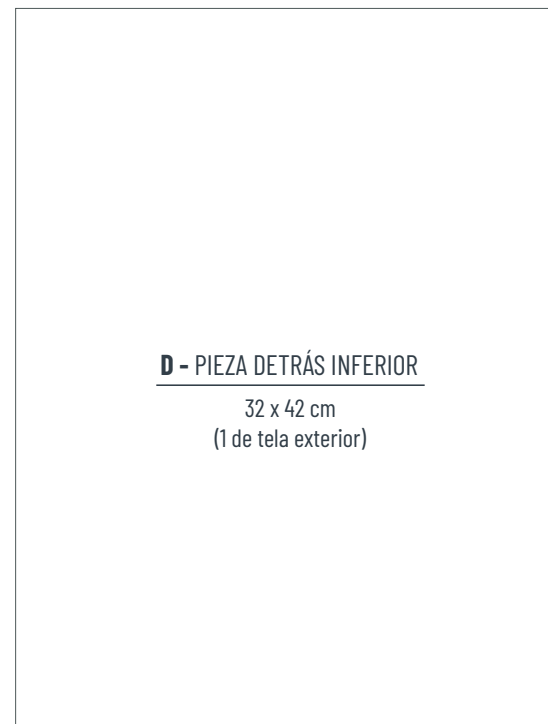 D - PIEZA DETRÁS INFERIOR
32 x 42 cm
(1 de tela exterior)